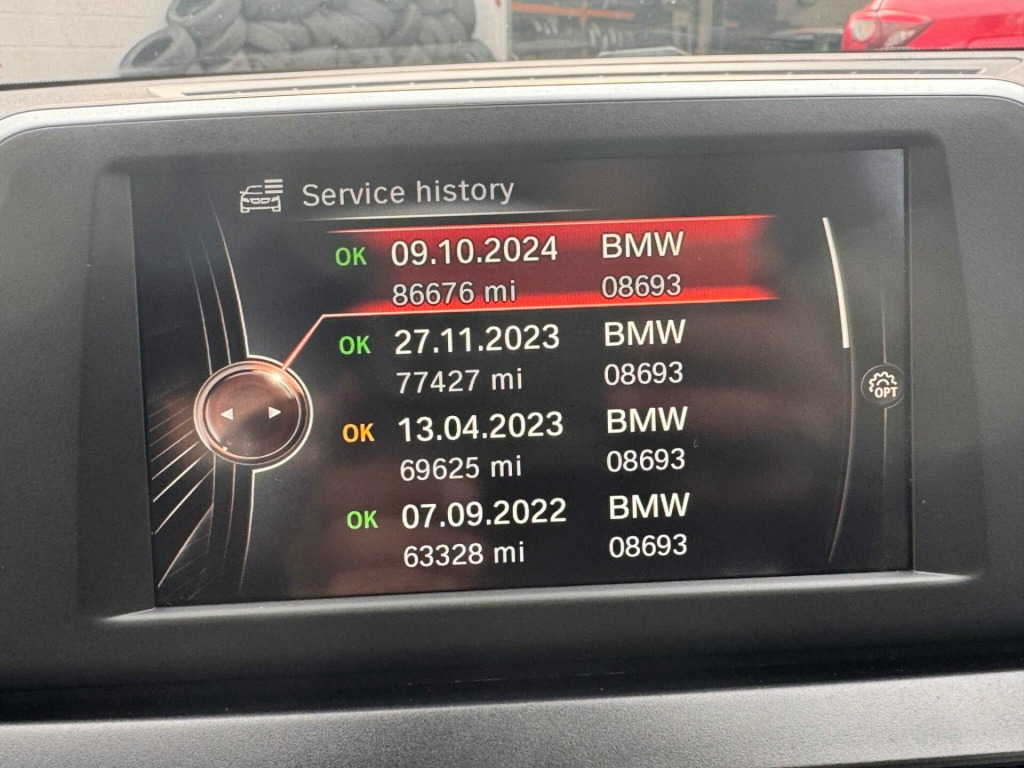 Service history
OK 09.10.2024 BMW
86676 mi 08693
OK 27.11.2023 BMW
77427 mi 08693
OK 13.04.2023 BMW
69625 mi 08693
OK 07.09.2022 BMW
63328 mi 08693
OPT